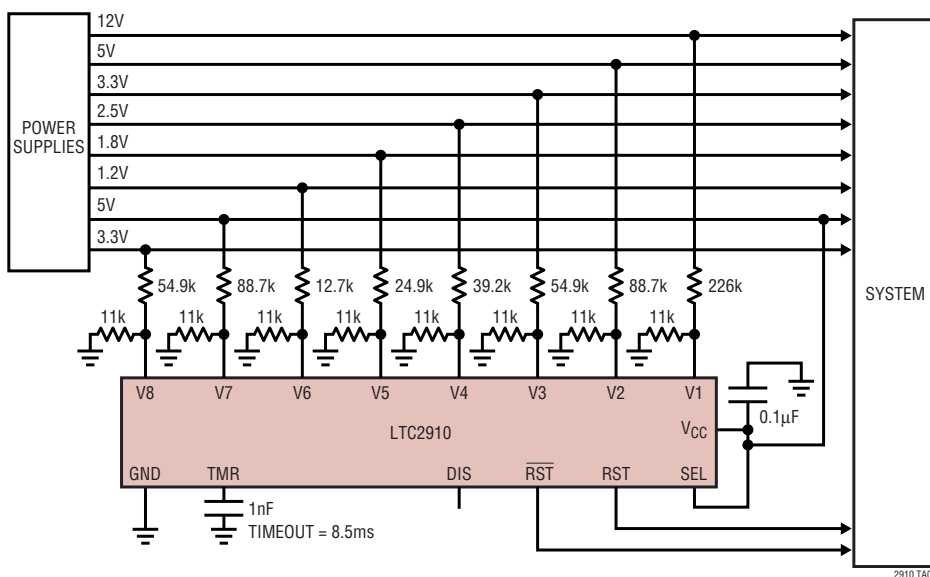 12V
5V
3.3V
2.5V
1.8V
1.2V
5V
3.3V
POWER
SUPPLIES
SYSTEM
54.9k 88.7k 12.7k 24.9k 39.2k 54.9k 88.7k 226k
11k 11k 11k 11k 11k 11k 11k 11k
V8 V7 V6 V5 V4 V3 V2 V1
0.1µF
VCC
LTC2910
GND TMR DIS RST RST SEL
1nF
TIMEOUT = 8.5ms